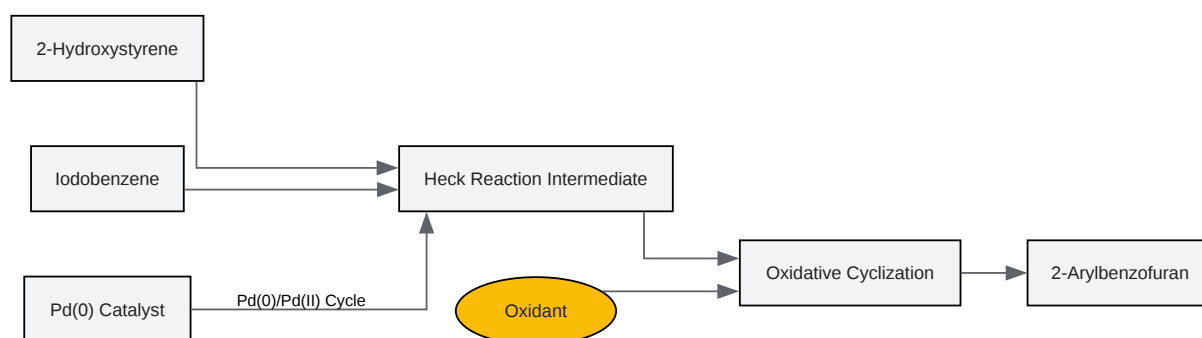 2-Hydroxystyrene
Iodobenzene
Heck Reaction Intermediate
Oxidative Cyclization
2-Arylbenzofuran
Pd(0) Catalyst
Pd(0)/Pd(II) Cycle
Oxidant